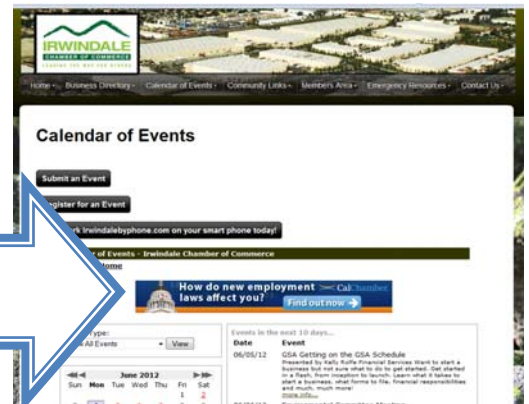 IRWINDALE
CHAMBER OF COMMERCE
LEADING THE WAY FOR OTHERS
Home Business Directory Calendar of Events Community Links Members Area Emergency Resources Contact Us
Calendar of Events
Submit an Event
egister for an Event
rk Irwindalebyphone.com on your smart phone today!
of Events - Irwindale Chamber of Commerce
ome
How do new employment laws affect you?
CalChamber
Find out now
Type:
All Events View
June 2012
Sun Mon Tue Wed Thu Fri Sat
1 2
Events in the next 10 days...
Date Event
06/05/12 GSA Getting on the GSA Schedule
Presented by Kelly Rolfe Financial Services Want to start a
business but not sure what to do to get started. Get started
in a flash, from inception to launch. Learn what it takes to
start a business, what forms to file, financial responsibilities
and much, much more!
more info...